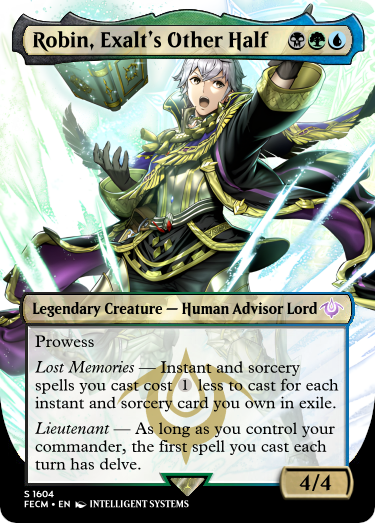 Robin, Exalt's Other Half
Legendary Creature — Human Advisor Lord
Prowess
Lost Memories — Instant and sorcery
spells you cast cost 1 less to cast for each
instant and sorcery card you own in exile.
Lieutenant — As long as you control your
commander, the first spell you cast each
turn has delve.
4/4
S 1604
FECM • EN INTELLIGENT SYSTEMS